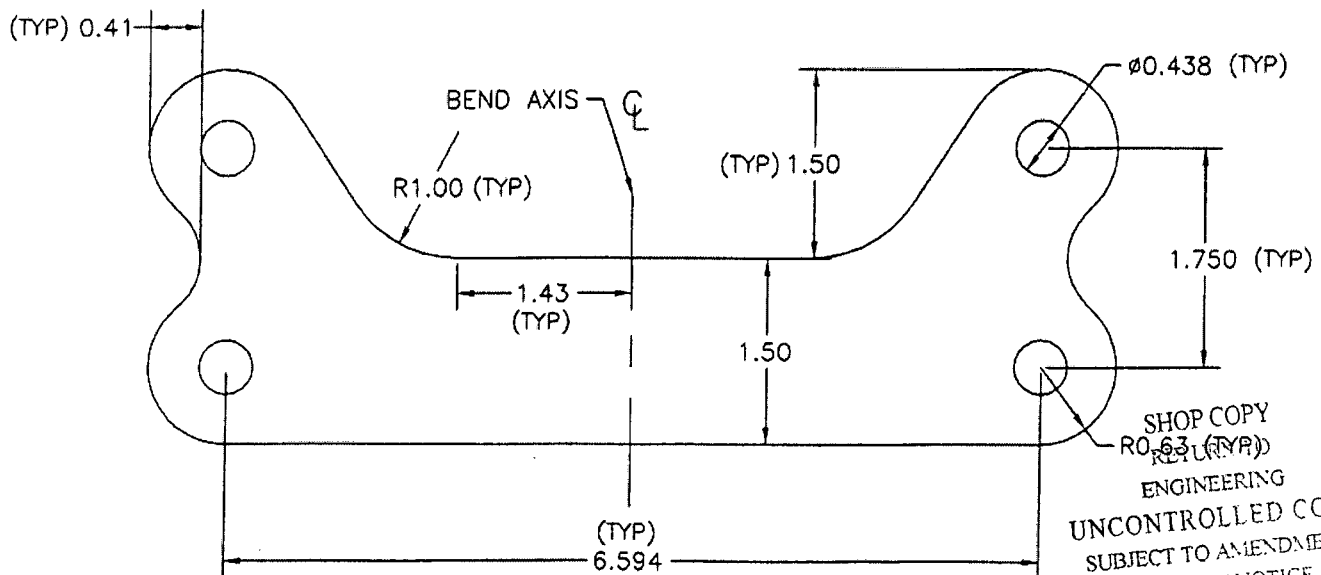 (TYP) 0.41
BEND AXIS
CL
Ø0.438 (TYP)
R1.00 (TYP)
(TYP) 1.50
1.750 (TYP)
1.43
(TYP)
1.50
SHOP COPY
R0.63 (TYP)
ENGINEERING
UNCONTROLLED CO
SUBJECT TO AMENDME
(TYP)
6.594